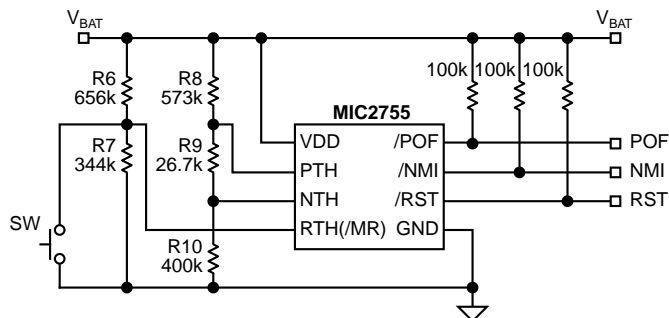 VBAT VBAT
R6
656k
R8
573k
100k 100k 100k
MIC2755
R7
344k
R9
26.7k
VDD /POF POF
PTH /NMI NMI
NTH /RST RST
RTH(/MR) GND
SW
R10
400k